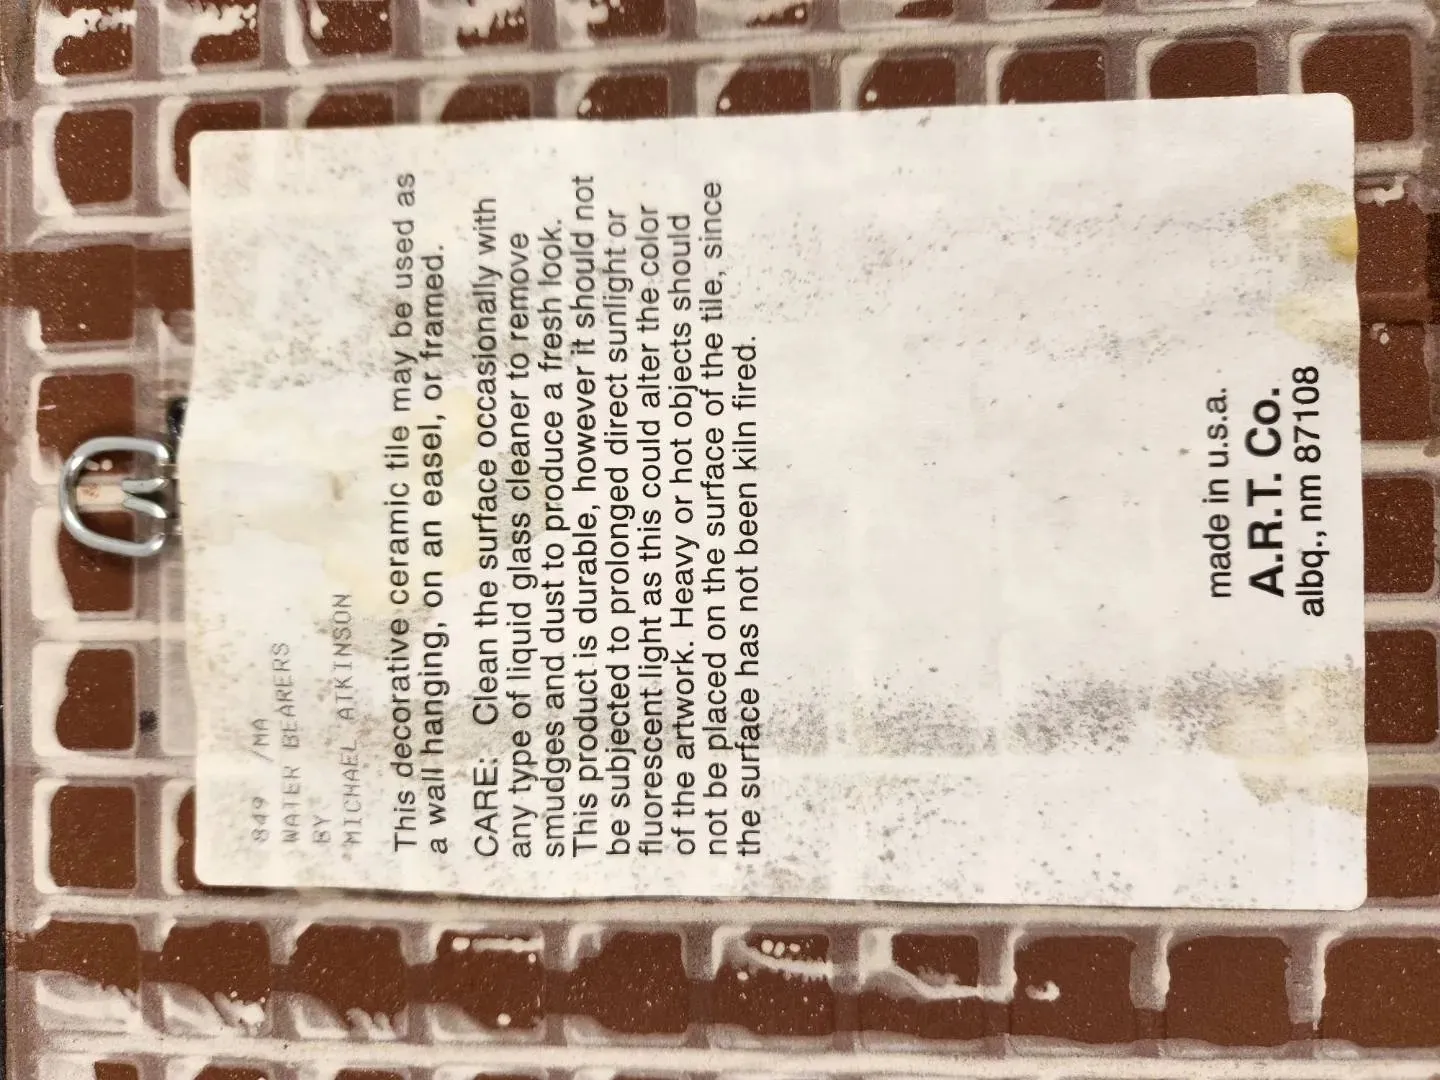 849 /MA
WATER BEARERS
BY
MICHAEL ATKINSON
This decorative ceramic tile may be used as
a wall hanging, on an easel, or framed.
CARE: Clean the surface occasionally with
any type of liquid glass cleaner to remove
smudges and dust to produce a fresh look.
This product is durable, however it should not
be subjected to prolonged direct sunlight or
fluorescent light as this could alter the color
of the artwork. Heavy or hot objects should
not be placed on the surface of the tile, since
the surface has not been kiln fired.
made in u.s.a.
A.R.T. Co.
albq., nm 87108